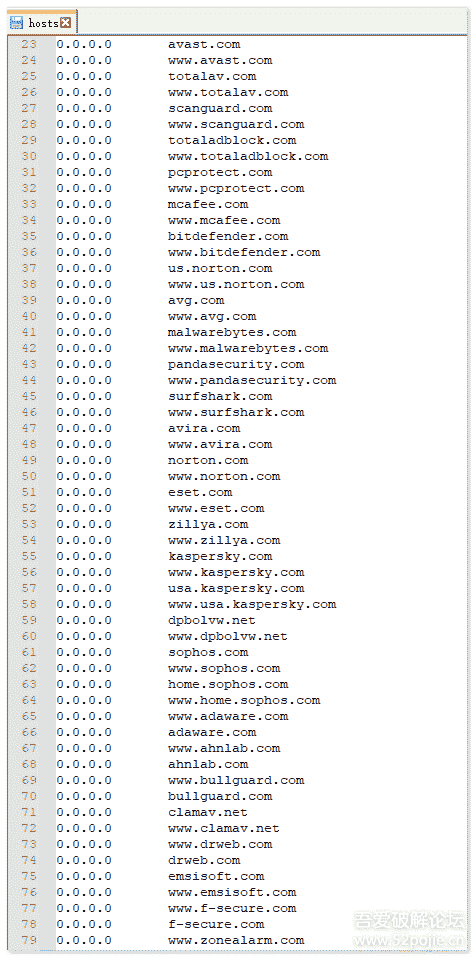 hosts
23 0.0.0.0 avast.com
24 0.0.0.0 www.avast.com
25 0.0.0.0 totalav.com
26 0.0.0.0 www.totalav.com
27 0.0.0.0 scanguard.com
28 0.0.0.0 www.scanguard.com
29 0.0.0.0 totaladblock.com
30 0.0.0.0 www.totaladblock.com
31 0.0.0.0 pcprotect.com
32 0.0.0.0 www.pcprotect.com
33 0.0.0.0 mcafee.com
34 0.0.0.0 www.mcafee.com
35 0.0.0.0 bitdefender.com
36 0.0.0.0 www.bitdefender.com
37 0.0.0.0 us.norton.com
38 0.0.0.0 www.us.norton.com
39 0.0.0.0 avg.com
40 0.0.0.0 www.avg.com
41 0.0.0.0 malwarebytes.com
42 0.0.0.0 www.malwarebytes.com
43 0.0.0.0 pandasecurity.com
44 0.0.0.0 www.pandasecurity.com
45 0.0.0.0 surfshark.com
46 0.0.0.0 www.surfshark.com
47 0.0.0.0 avira.com
48 0.0.0.0 www.avira.com
49 0.0.0.0 norton.com
50 0.0.0.0 www.norton.com
51 0.0.0.0 eset.com
52 0.0.0.0 www.eset.com
53 0.0.0.0 zillya.com
54 0.0.0.0 www.zillya.com
55 0.0.0.0 kaspersky.com
56 0.0.0.0 www.kaspersky.com
57 0.0.0.0 usa.kaspersky.com
58 0.0.0.0 www.usa.kaspersky.com
59 0.0.0.0 dpbolvw.net
60 0.0.0.0 www.dpbolvw.net
61 0.0.0.0 sophos.com
62 0.0.0.0 www.sophos.com
63 0.0.0.0 home.sophos.com
64 0.0.0.0 www.home.sophos.com
65 0.0.0.0 www.adaware.com
66 0.0.0.0 adaware.com
67 0.0.0.0 www.ahnlab.com
68 0.0.0.0 ahnlab.com
69 0.0.0.0 www.bullguard.com
70 0.0.0.0 bullguard.com
71 0.0.0.0 clamav.net
72 0.0.0.0 www.clamav.net
73 0.0.0.0 www.drweb.com
74 0.0.0.0 drweb.com
75 0.0.0.0 emsisoft.com
76 0.0.0.0 www.emsisoft.com
77 0.0.0.0 www.f-secure.com
78 0.0.0.0 f-secure.com
79 0.0.0.0 www.zonealarm.com
吾爱破解论坛
www.52pojie.cn